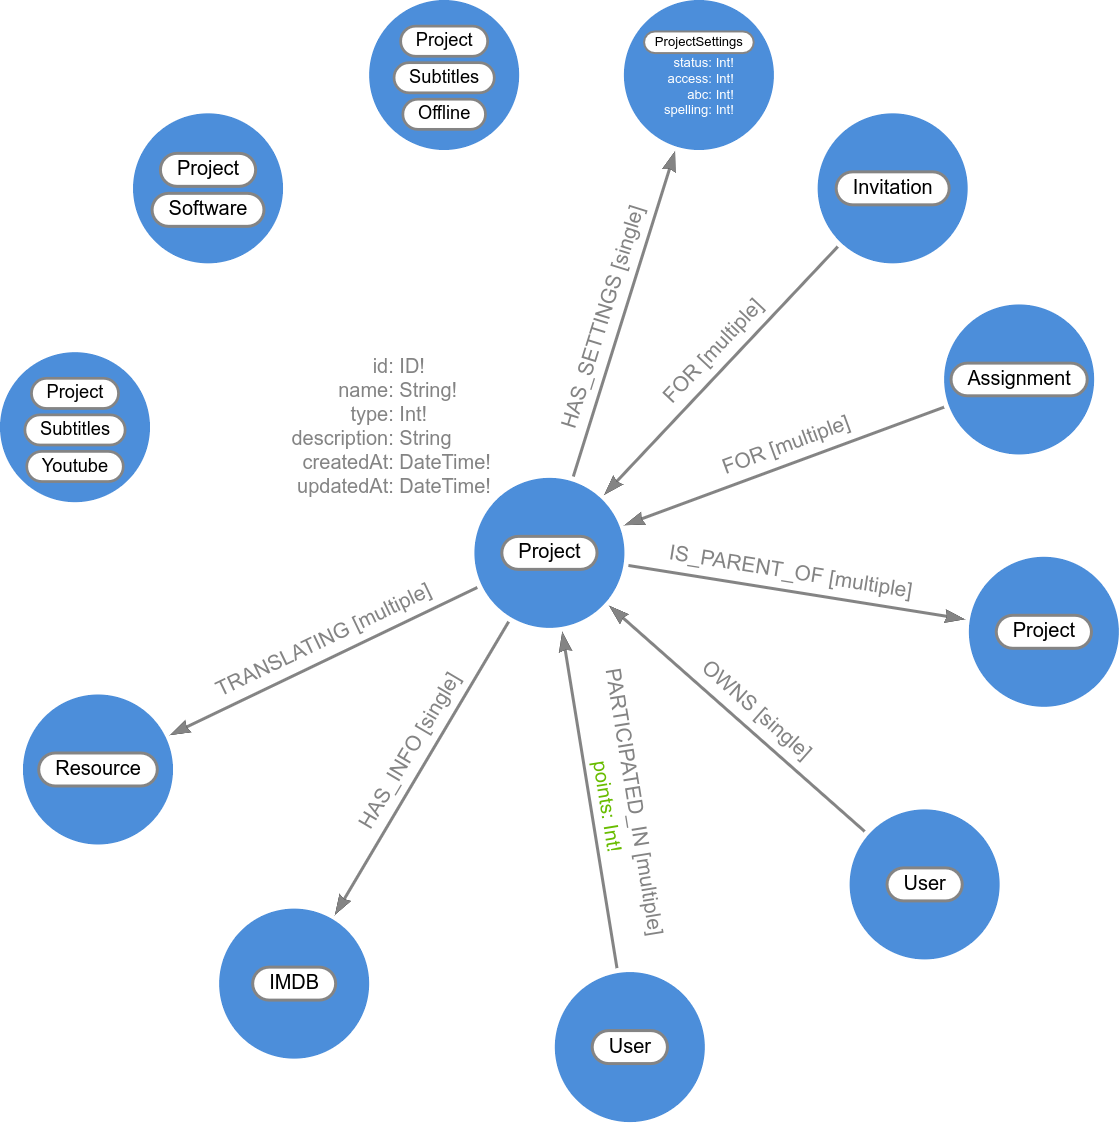 Project
Subtitles
Offline
ProjectSettings
status: Int!
access: Int!
abc: Int!
spelling: Int!
Project
Software
Invitation
HAS_SETTINGS [single]
FOR [multiple]
Assignment
FOR [multiple]
Project
Subtitles
Youtube
id: ID!
name: String!
type: Int!
description: String
createdAt: DateTime!
updatedAt: DateTime!
Project
IS_PARENT_OF [multiple]
Project
TRANSLATING [multiple]
Resource
HAS_INFO [single]
PARTICIPATED_IN [multiple]
points: Int!
OWNS [single]
User
IMDB
User